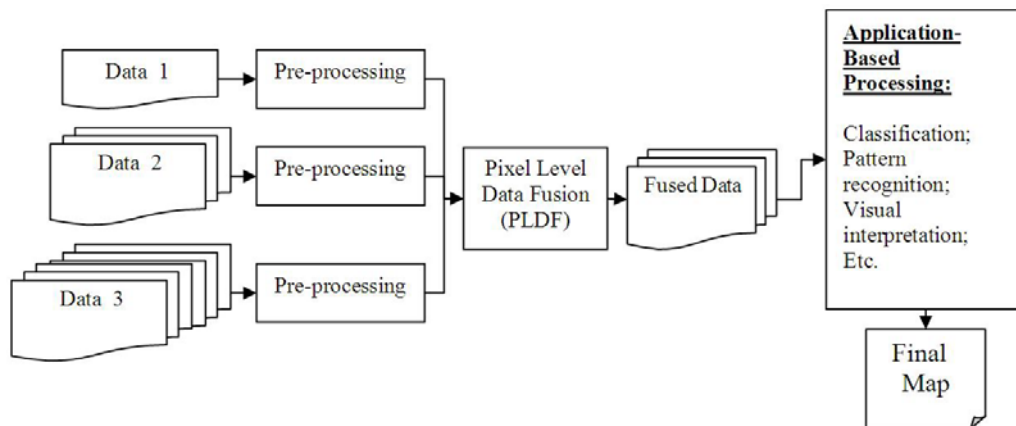 Data 1
Pre-processing
Data 2
Pre-processing
Data 3
Pre-processing
Pixel Level
Data Fusion
(PLDF)
Fused Data
Application-
Based
Processing:
Classification;
Pattern
recognition;
Visual
interpretation;
Etc.
Final
Map